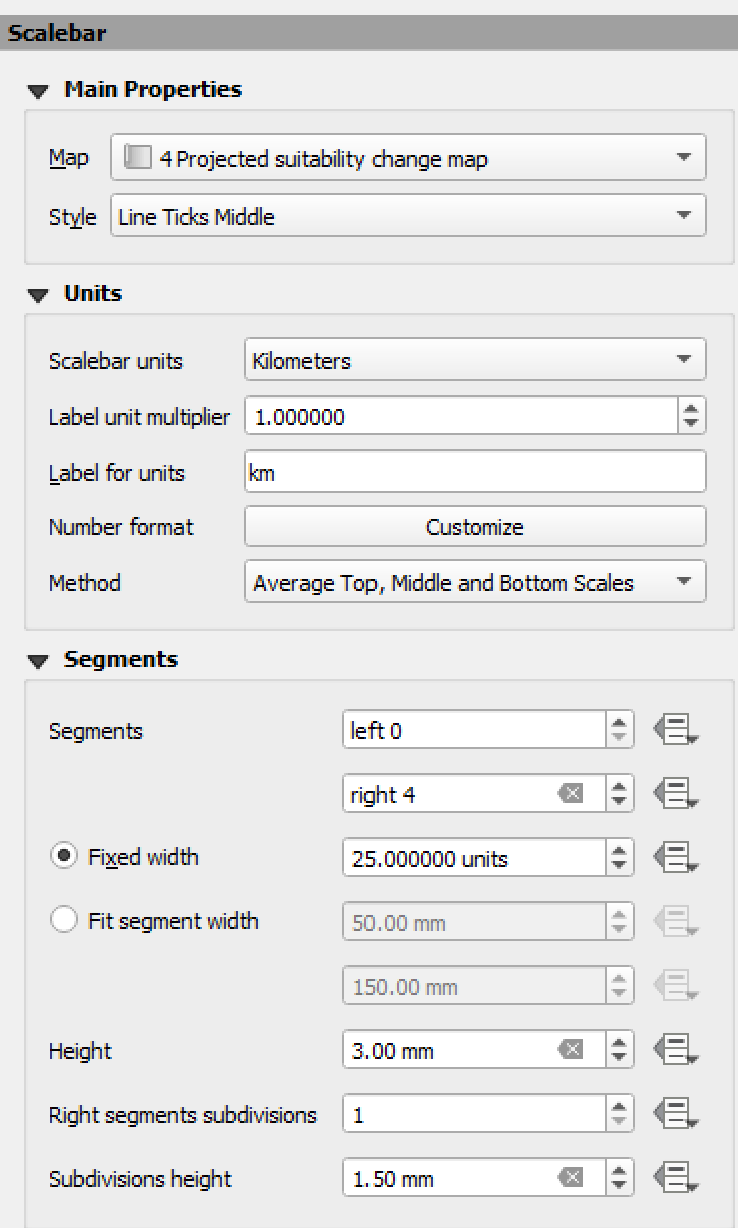 Scalebar
Main Properties
Map 4 Projected suitability change map
Style Line Ticks Middle
Units
Scalebar units Kilometers
Label unit multiplier 1.000000
Label for units km
Number format Customize
Method Average Top, Middle and Bottom Scales
Segments
Segments left 0
right 4
Fixed width 25.000000 units
Fit segment width 50.00 mm
150.00 mm
Height 3.00 mm
Right segments subdivisions 1
Subdivisions height 1.50 mm